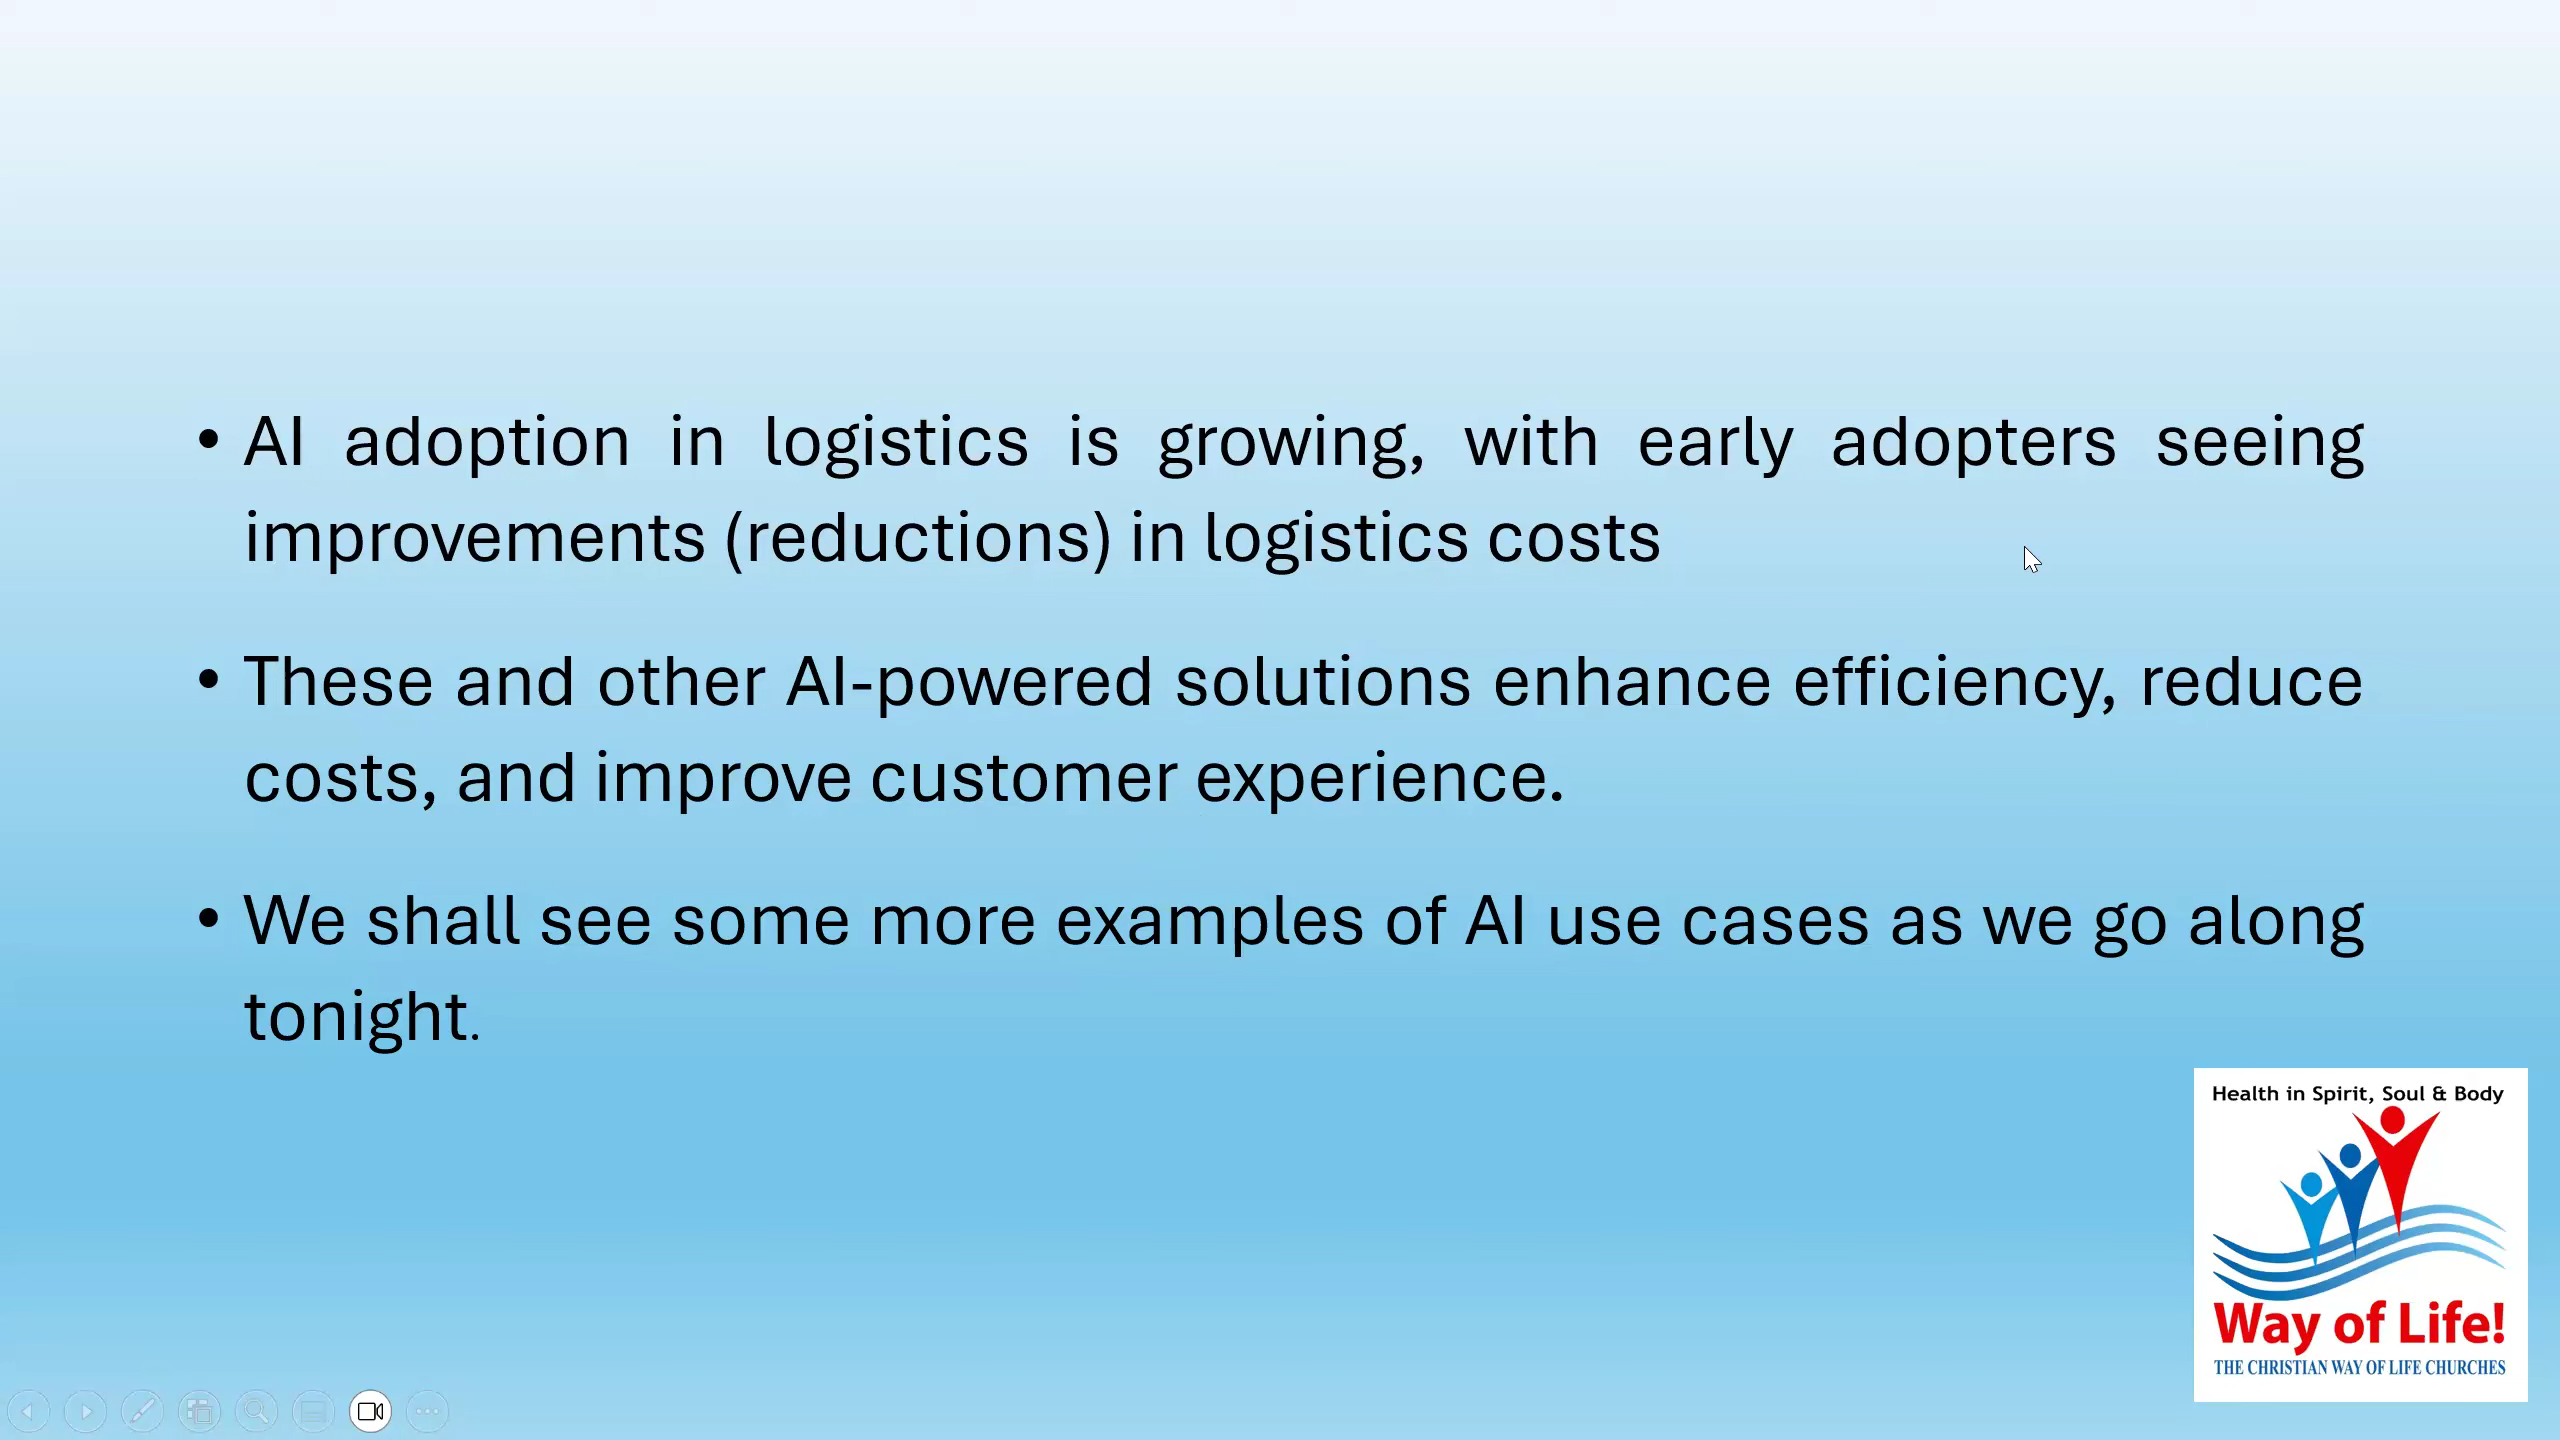 • AI adoption in logistics is growing, with early adopters seeing
improvements (reductions) in logistics costs
• These and other AI-powered solutions enhance efficiency, reduce
costs, and improve customer experience.
• We shall see some more examples of AI use cases as we go along
tonight.
Health in Spirit, Soul & Body
Way of Life!
THE CHRISTIAN WAY OF LIFE CHURCHES